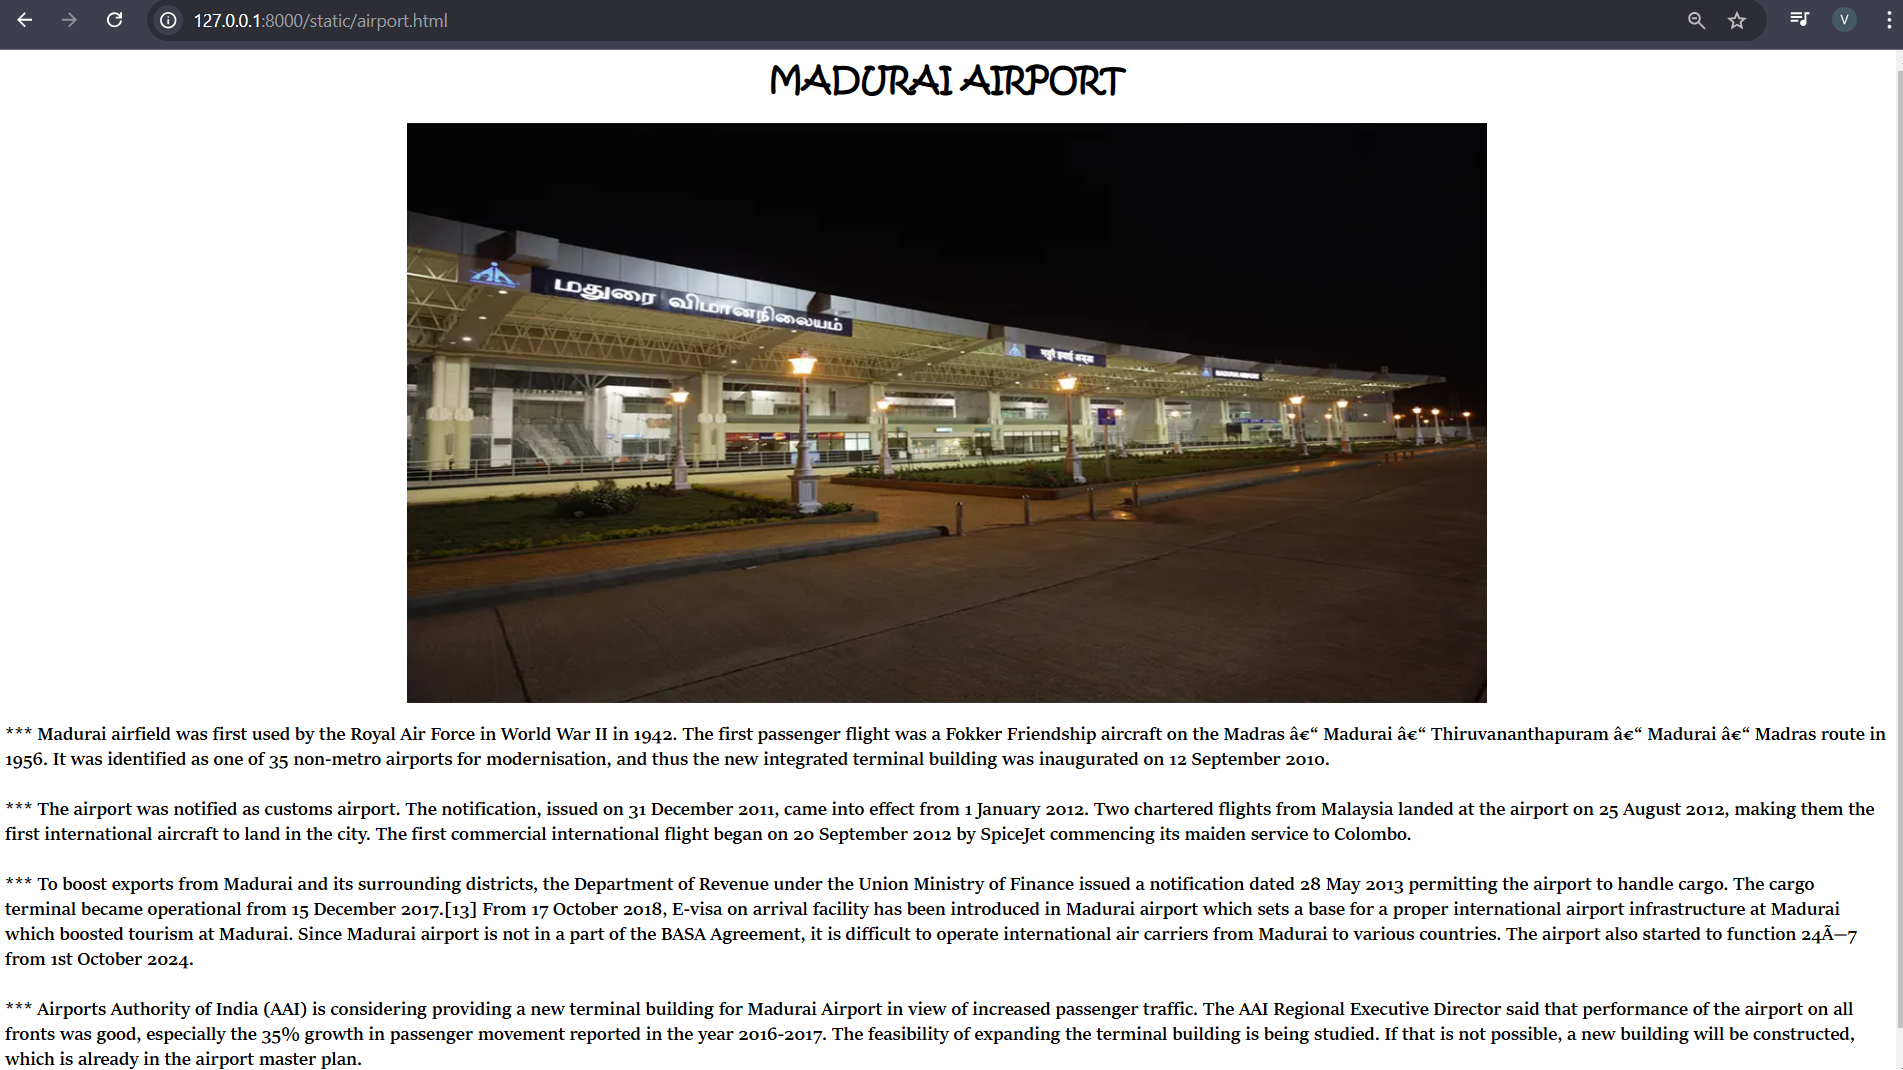 127.0.0.1:8000/static/airport.html
V
MADURAI AIRPORT
மதுரை விமானநிலையம்
मदुरै हवाई अड्डा
MADURAI AIRPORT
*** Madurai airfield was first used by the Royal Air Force in World War II in 1942. The first passenger flight was a Fokker Friendship aircraft on the Madras â€“ Madurai â€“ Thiruvananthapuram â€“ Madurai â€“ Madras route in
1956. It was identified as one of 35 non-metro airports for modernisation, and thus the new integrated terminal building was inaugurated on 12 September 2010.
*** The airport was notified as customs airport. The notification, issued on 31 December 2011, came into effect from 1 January 2012. Two chartered flights from Malaysia landed at the airport on 25 August 2012, making them the
first international aircraft to land in the city. The first commercial international flight began on 20 September 2012 by SpiceJet commencing its maiden service to Colombo.
*** To boost exports from Madurai and its surrounding districts, the Department of Revenue under the Union Ministry of Finance issued a notification dated 28 May 2013 permitting the airport to handle cargo. The cargo
terminal became operational from 15 December 2017.[13] From 17 October 2018, E-visa on arrival facility has been introduced in Madurai airport which sets a base for a proper international airport infrastructure at Madurai
which boosted tourism at Madurai. Since Madurai airport is not in a part of the BASA Agreement, it is difficult to operate international air carriers from Madurai to various countries. The airport also started to function 24Ã—7
from 1st October 2024.
*** Airports Authority of India (AAI) is considering providing a new terminal building for Madurai Airport in view of increased passenger traffic. The AAI Regional Executive Director said that performance of the airport on all
fronts was good, especially the 35% growth in passenger movement reported in the year 2016-2017. The feasibility of expanding the terminal building is being studied. If that is not possible, a new building will be constructed,
which is already in the airport master plan.